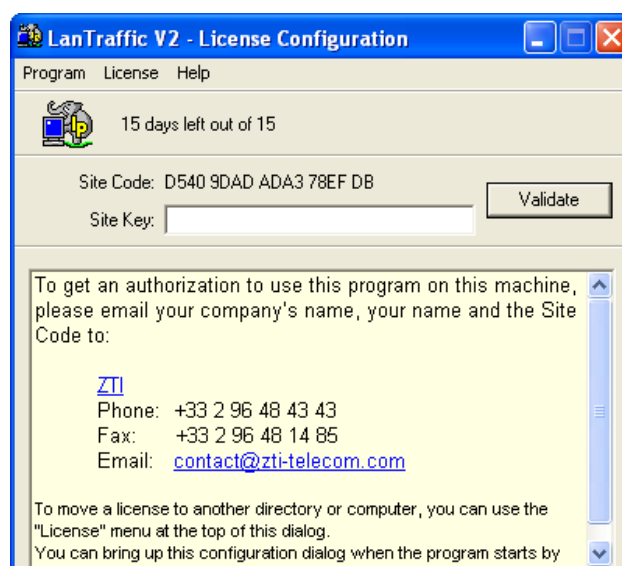 LanTraffic V2 - License Configuration
Program License Help
15 days left out of 15
Site Code: D540 9DAD ADA3 78EF DB
Validate
Site Key:
To get an authorization to use this program on this machine,
please email your company's name, your name and the Site
Code to:
ZTI
Phone: +33 2 96 48 43 43
Fax: +33 2 96 48 14 85
Email: contact@zti-telecom.com
To move a license to another directory or computer, you can use the
"License" menu at the top of this dialog.
You can bring up this configuration dialog when the program starts by